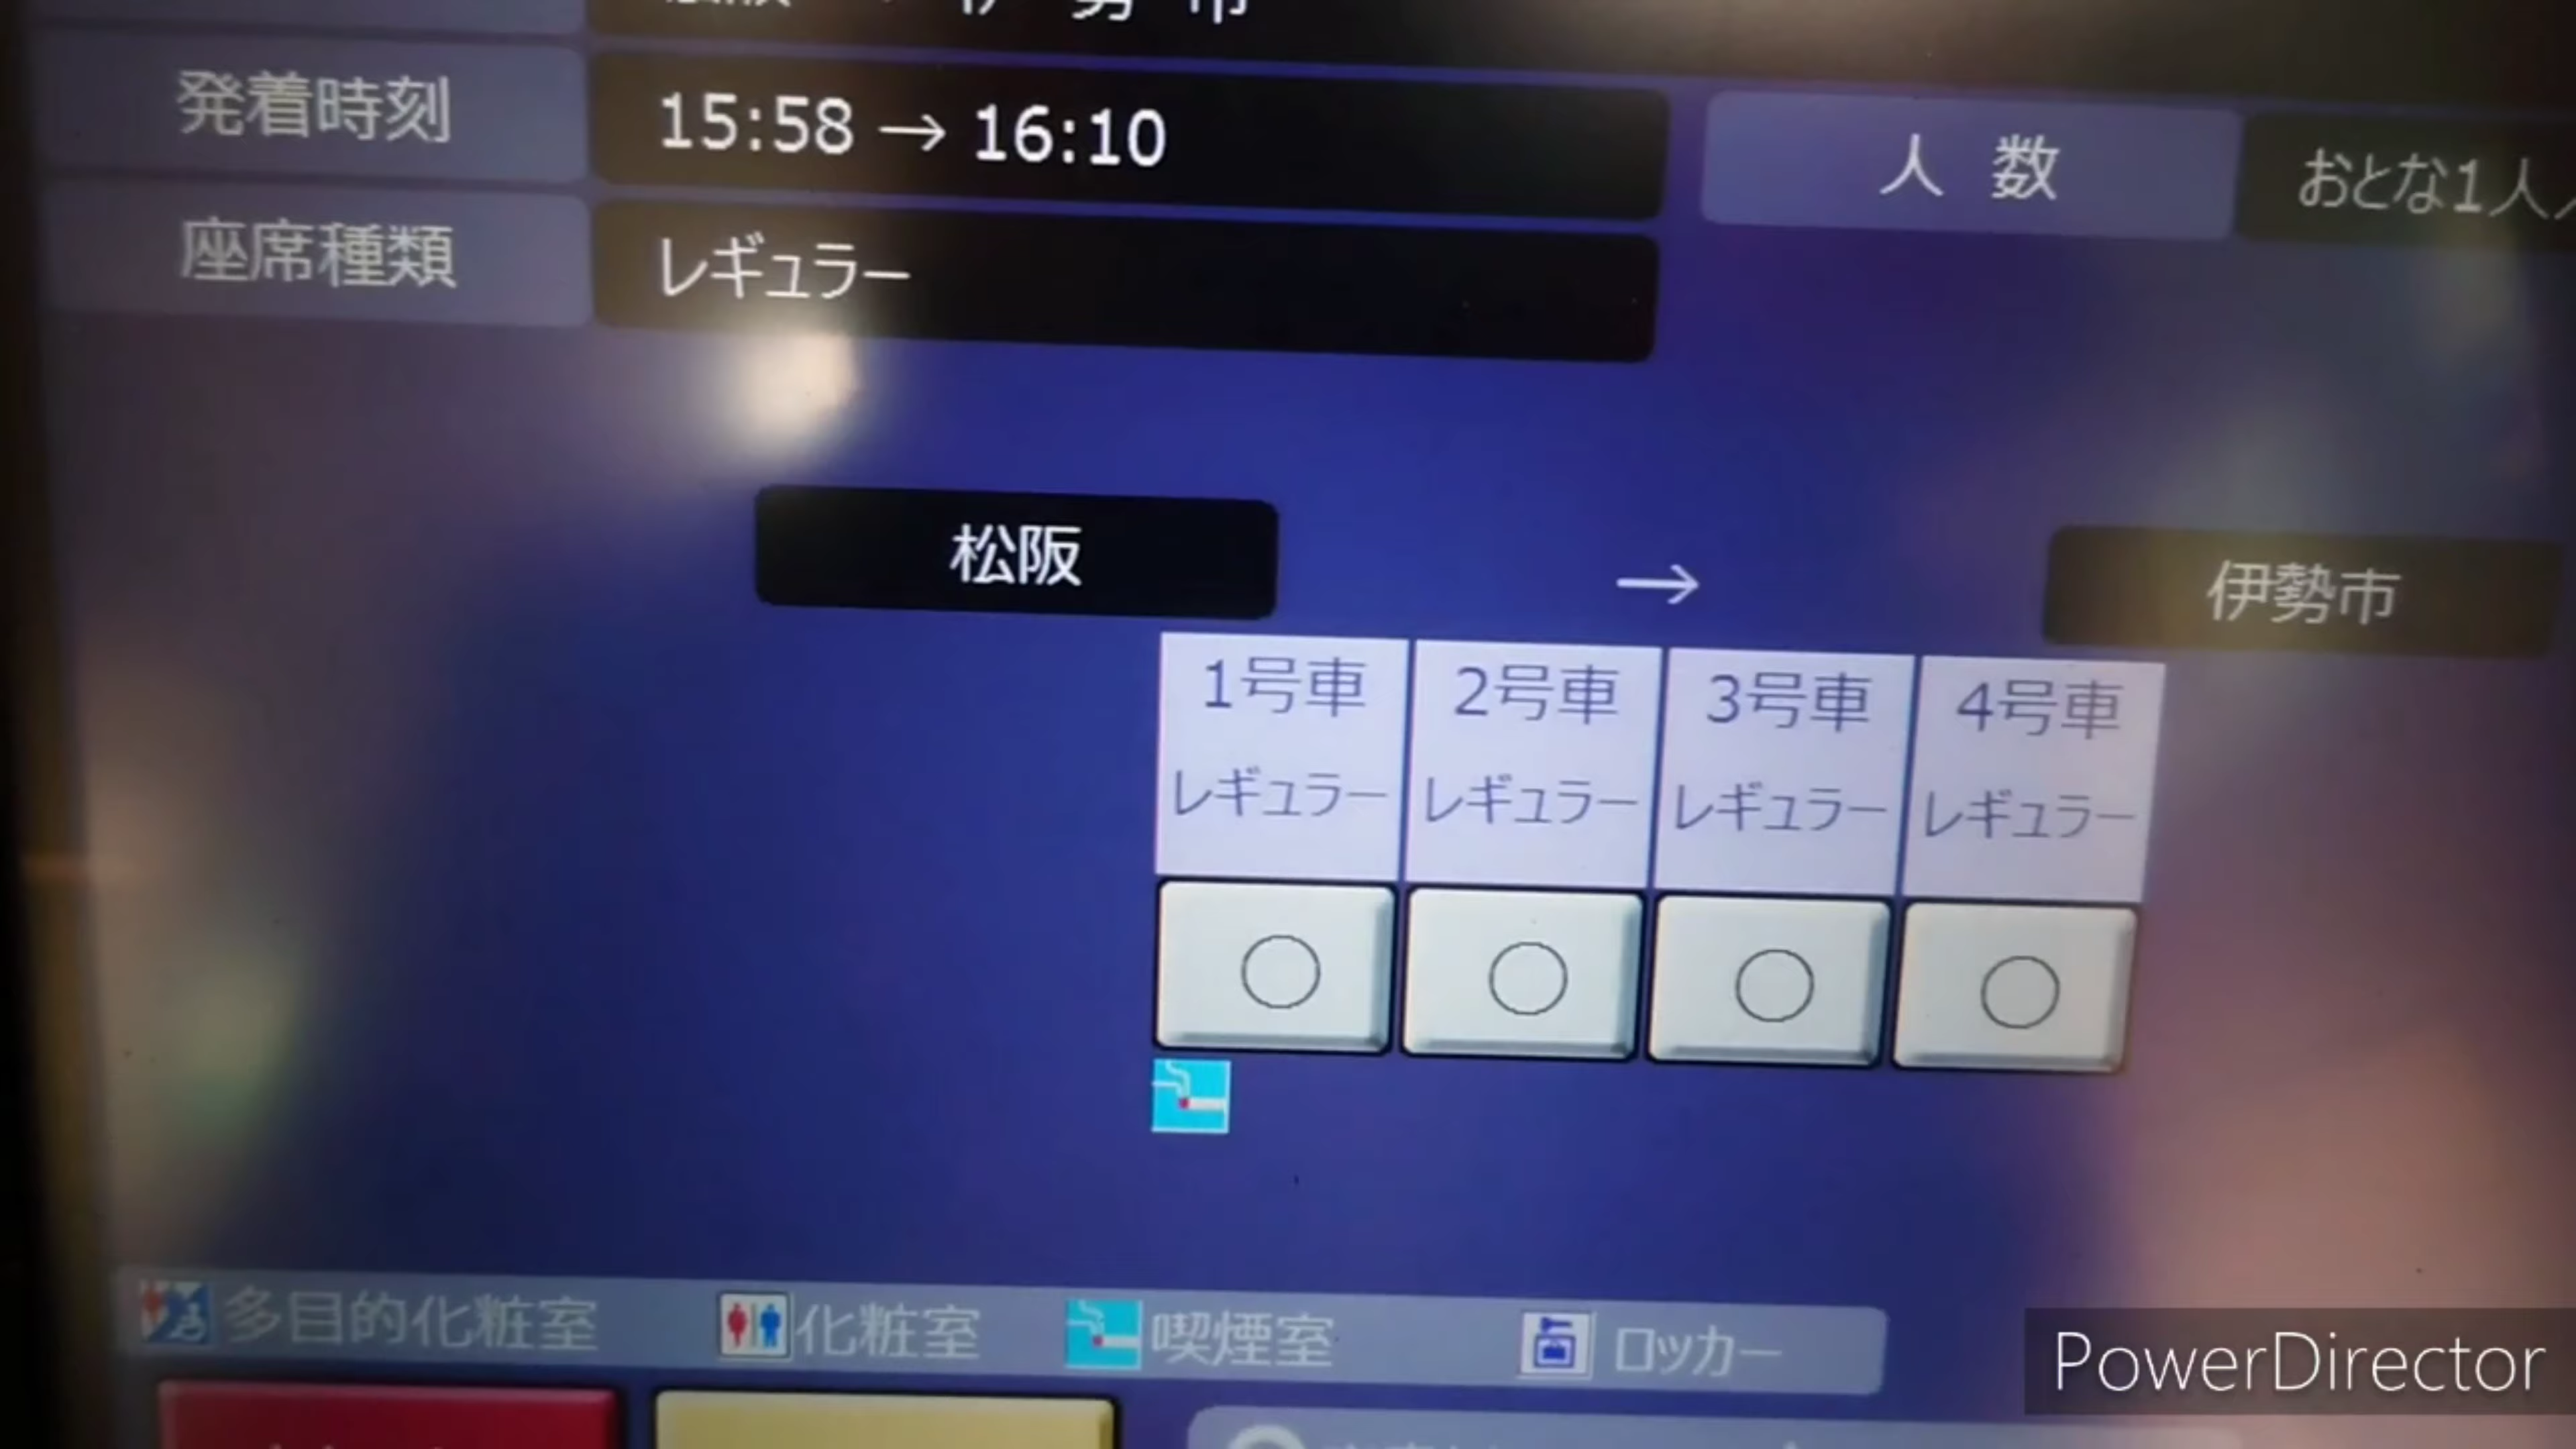 → 伊 勢 市
発着時刻
15:58 → 16:10
人 数
おとな1人
座席種類
レギュラー
松阪
→
伊勢市
1号車 2号車 3号車 4号車
レギュラー レギュラー レギュラー レギュラー
○ ○ ○ ○
多目的化粧室 化粧室 喫煙室 ロッカー
PowerDirector